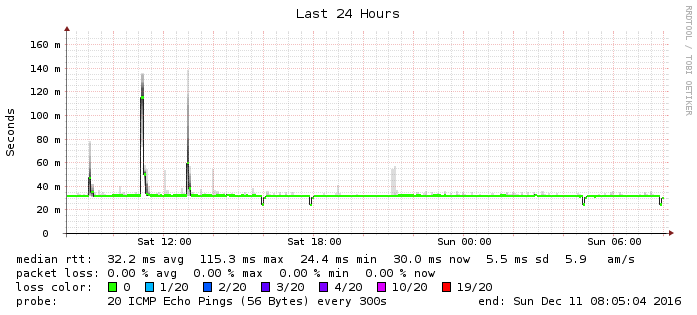 Last 24 Hours
RRDTOOL / TOBI OETIKER
Seconds
160 m
140 m
120 m
100 m
80 m
60 m
40 m
20 m
0
Sat 12:00 Sat 18:00 Sun 00:00 Sun 06:00
median rtt: 32.2 ms avg 115.3 ms max 24.4 ms min 30.0 ms now 5.5 ms sd 5.9 am/s
packet loss: 0.00 % avg 0.00 % max 0.00 % min 0.00 % now
loss color: 0 1/20 2/20 3/20 4/20 10/20 19/20
probe: 20 ICMP Echo Pings (56 Bytes) every 300s end: Sun Dec 11 08:05:04 2016